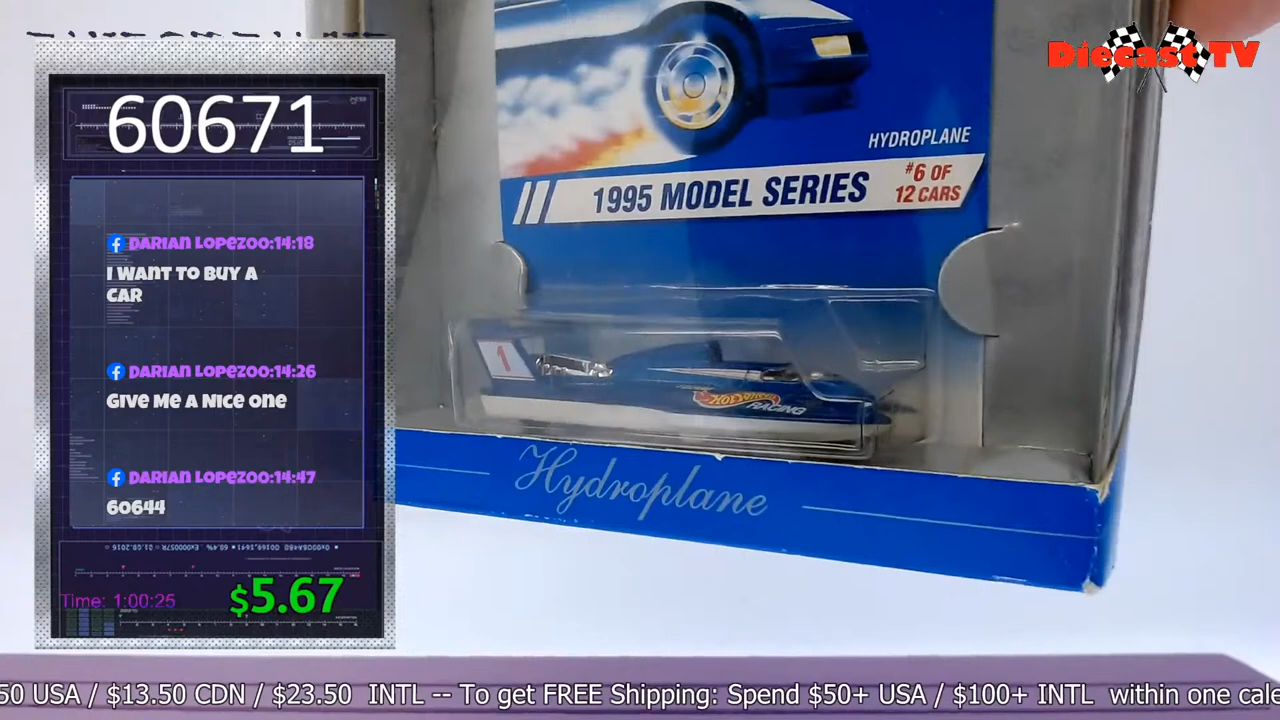 60671
DARIAN LOPEZ00:14:18
I WANT TO BUY A
CAR
DARIAN LOPEZ00:14:26
GIVE ME A NICE ONE
DARIAN LOPEZ00:14:47
60644
Time: 1:00:25
$5.67
Diecast TV
HYDROPLANE
1995 MODEL SERIES
#6 OF
12 CARS
1
HOT WHEELS
RACING
Hydroplane
50 USA / $13.50 CDN / $23.50 INTL -- To get FREE Shipping: Spend $50+ USA / $100+ INTL within one cale